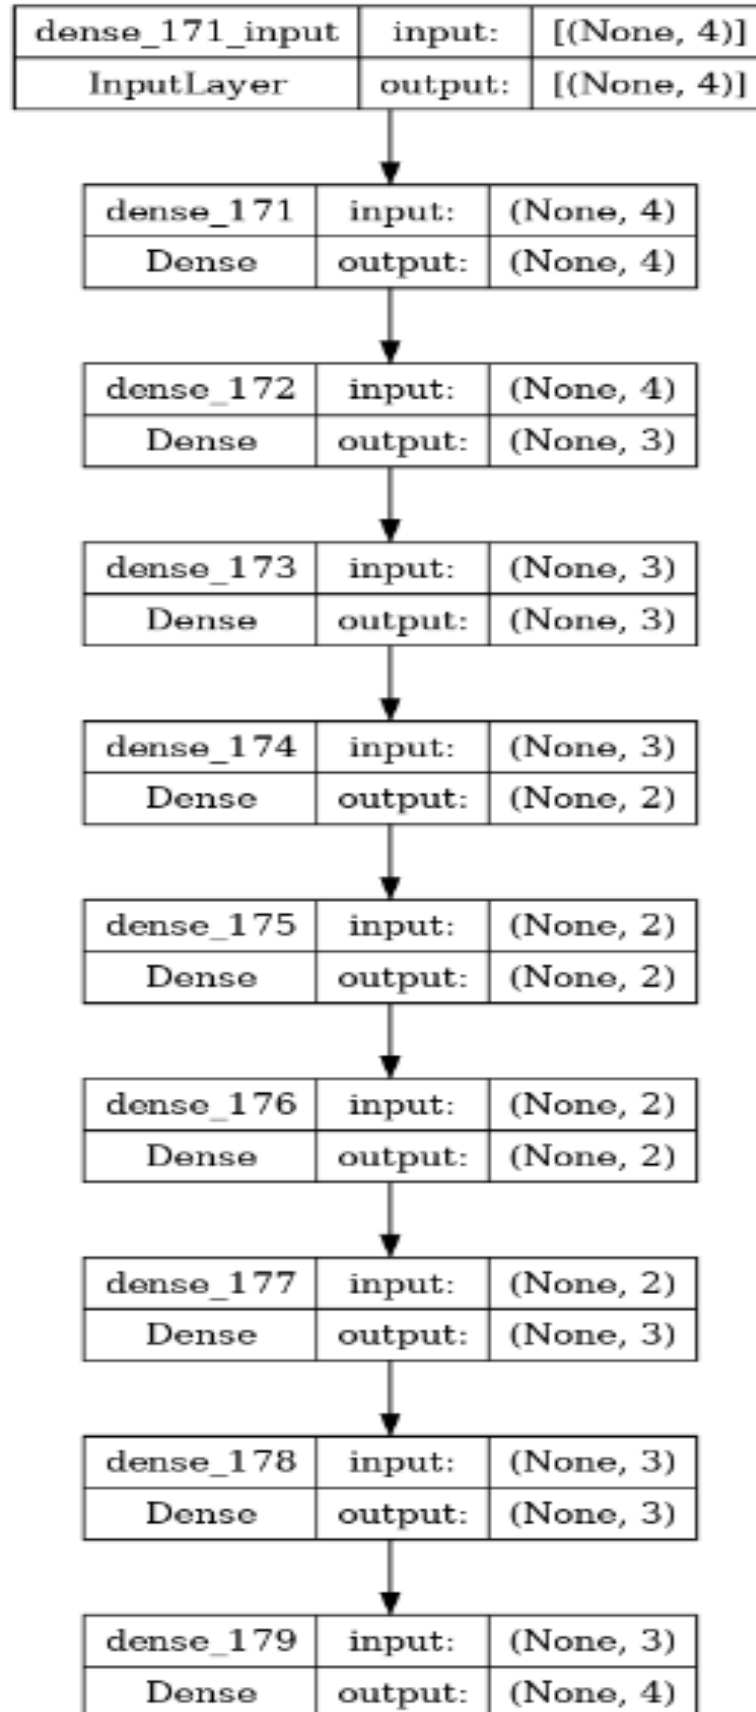 dense_171_input input: [(None, 4)]
InputLayer output: [(None, 4)]
dense_171 input: (None, 4)
Dense output: (None, 4)
dense_172 input: (None, 4)
Dense output: (None, 3)
dense_173 input: (None, 3)
Dense output: (None, 3)
dense_174 input: (None, 3)
Dense output: (None, 2)
dense_175 input: (None, 2)
Dense output: (None, 2)
dense_176 input: (None, 2)
Dense output: (None, 2)
dense_177 input: (None, 2)
Dense output: (None, 3)
dense_178 input: (None, 3)
Dense output: (None, 3)
dense_179 input: (None, 3)
Dense output: (None, 4)